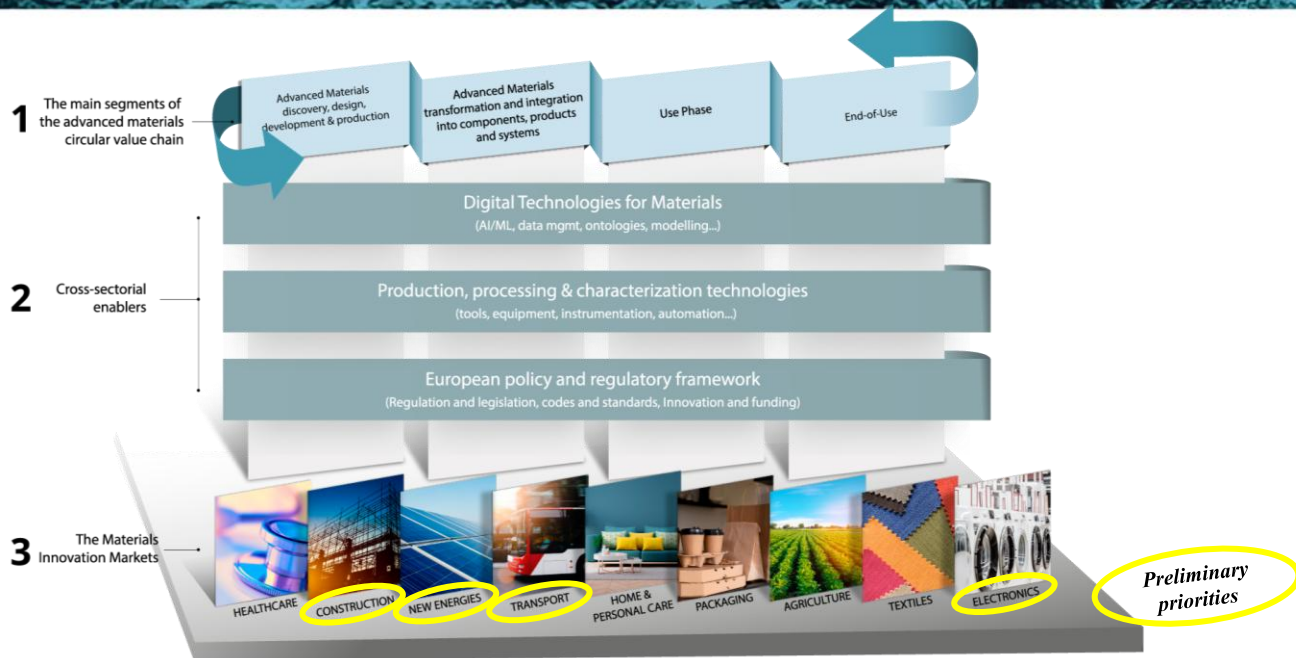 1
The main segments of
the advanced materials
circular value chain
Advanced Materials
discovery, design,
development & production
Advanced Materials
transformation and integration
into components, products
and systems
Use Phase
End-of-Use
2
Cross-sectorial
enablers
Digital Technologies for Materials
(AI/ML, data mgmt, ontologies, modelling...)
Production, processing & characterization technologies
(tools, equipment, instrumentation, automation...)
European policy and regulatory framework
(Regulation and legislation, codes and standards, Innovation and funding)
3
The Materials
Innovation Markets
HEALTHCARE
CONSTRUCTION
NEW ENERGIES
TRANSPORT
HOME &
PERSONAL CARE
PACKAGING
AGRICULTURE
TEXTILES
ELECTRONICS
Preliminary
priorities